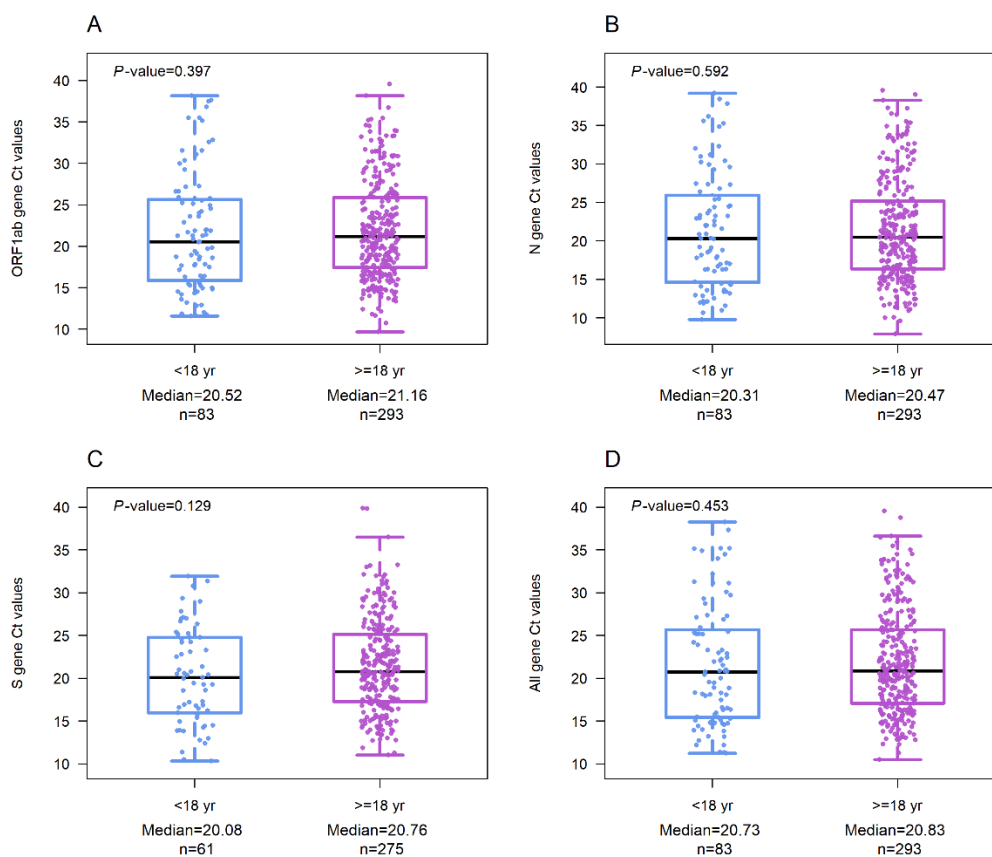 A
P-value=0.397
ORF1ab gene Ct values
40
35
30
25
20
15
10
<18 yr
>=18 yr
Median=20.52
Median=21.16
n=83
n=293
B
P-value=0.592
N gene Ct values
40
35
30
25
20
15
10
<18 yr
>=18 yr
Median=20.31
Median=20.47
n=83
n=293
C
P-value=0.129
S gene Ct values
40
35
30
25
20
15
10
<18 yr
>=18 yr
Median=20.08
Median=20.76
n=61
n=275
D
P-value=0.453
All gene Ct values
40
35
30
25
20
15
10
<18 yr
>=18 yr
Median=20.73
Median=20.83
n=83
n=293